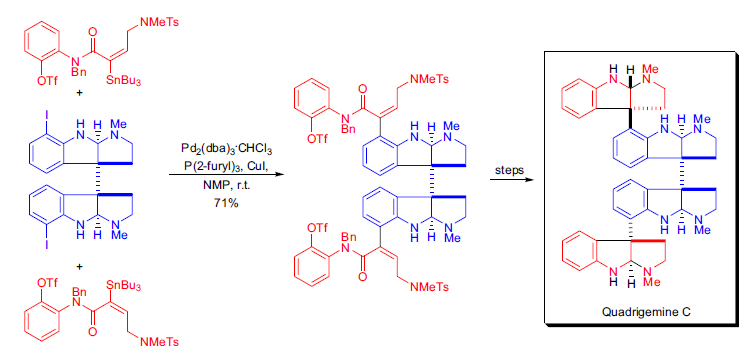 NMeTs
O
N
Bn
OTf
SnBu3
+
I
N
H
H
N
Me
N
H
H
N
Me
I
+
OTf
Bn
N
SnBu3
O
NMeTs
Pd2(dba)3·CHCl3
P(2-furyl)3, CuI,
NMP, r.t.
71%
NMeTs
O
N
Bn
OTf
H
N
H
N
Me
N
H
H
N
Me
OTf
Bn
N
O
NMeTs
steps
H
N
H
NMe
H
N
H
N
Me
N
H
H
N
Me
N
H
H
N
Me
Quadrigemine C